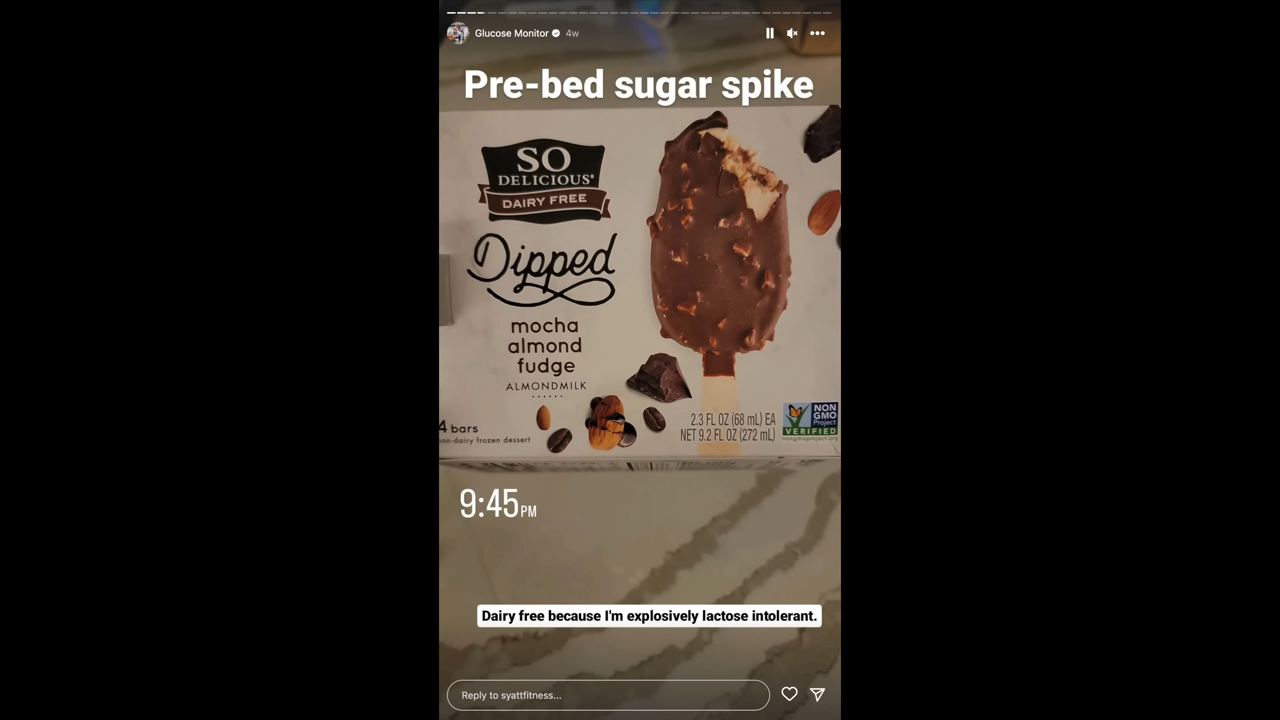 Glucose Monitor 4w
Pre-bed sugar spike
SO
DELICIOUS®
DAIRY FREE
Dipped
mocha
almond
fudge
ALMONDMILK
4 bars
non-dairy frozen dessert
2.3 FL OZ (68 mL) EA
NET 9.2 FL OZ (272 mL)
NON
GMO
Project
VERIFIED
nongmoproject.org
9:45PM
Dairy free because I'm explosively lactose intolerant.
Reply to syattfitness...